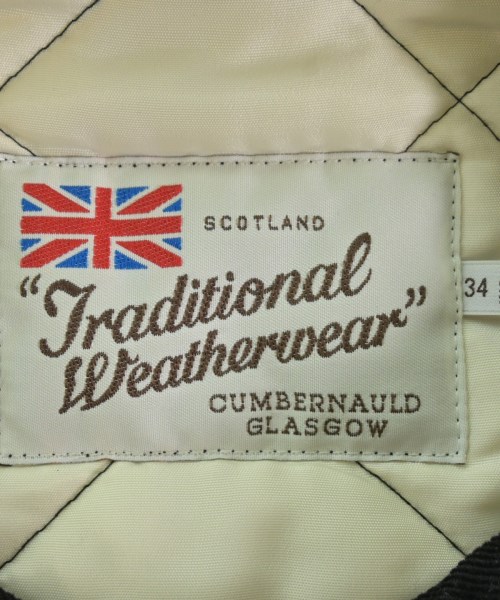 SCOTLAND
"Traditional
Weatherwear"
34
CUMBERNAULD
GLASGOW